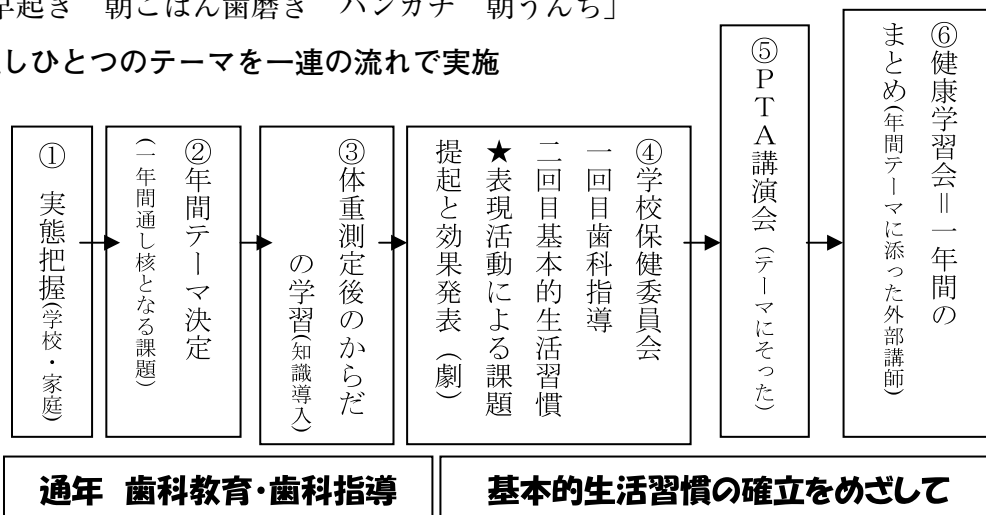 早起き 朝ごはん歯磨き ハンカチ 朝うんち」
しひとつのテーマを一連の流れで実施
① 実態把握(学校・家庭)
②年間テーマ決定
(一年間通し核となる課題)
③体重測定後のからだ
の学習(知識導入)
④学校保健委員会
一回目歯科指導
二回目基本的生活習慣
★表現活動による課題
提起と効果発表(劇)
⑤PTA講演会(テーマにそった)
⑥健康学習会=一年間の
まとめ(年間テーマに添った外部講師)
通年 歯科教育・歯科指導
基本的生活習慣の確立をめざして